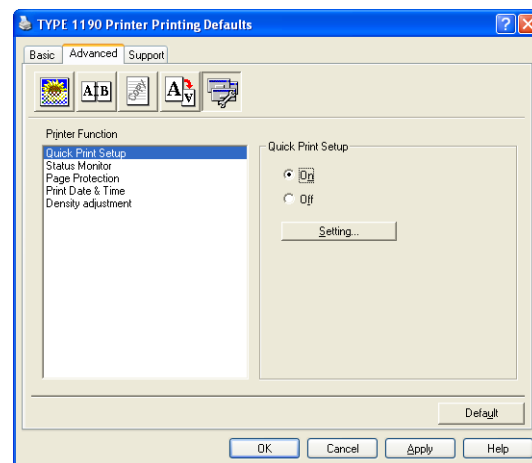 TYPE 1190 Printer Printing Defaults
Basic Advanced Support
A B
A V
Printer Function
Quick Print Setup
Status Monitor
Page Protection
Print Date & Time
Density adjustment
Quick Print Setup
On
Off
Setting...
Default
OK Cancel Apply Help